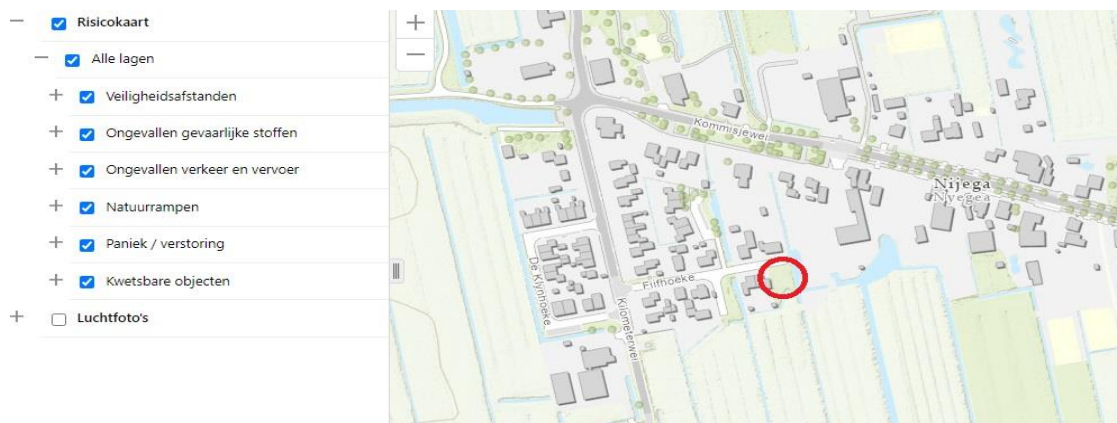 Risicokaart
Alle lagen
Veiligheidsafstanden
Ongevallen gevaarlijke stoffen
Ongevallen verkeer en vervoer
Natuurrampen
Paniek / verstoring
Kwetsbare objecten
Luchtfoto's
Kommisjewei
Nijega
Nyegea
De Klynhoeke
Fiifhoeke
Kilometerwei